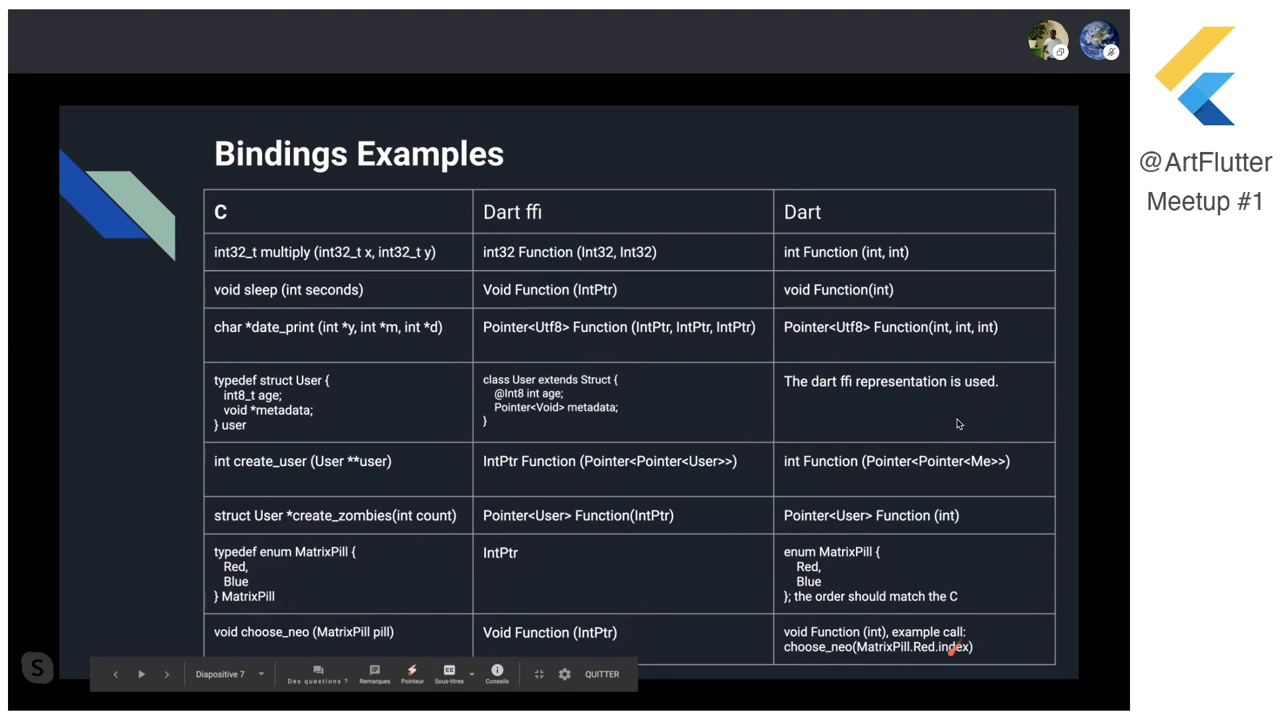 @ArtFlutter
Meetup #1
Bindings Examples
C
Dart ffi
Dart
int32_t multiply (int32_t x, int32_t y)
int32 Function (Int32, Int32)
int Function (int, int)
void sleep (int seconds)
Void Function (IntPtr)
void Function(int)
char *date_print (int *y, int *m, int *d)
Pointer<Utf8> Function (IntPtr, IntPtr, IntPtr)
Pointer<Utf8> Function(int, int, int)
typedef struct User {
int8_t age;
void *metadata;
} user
class User extends Struct {
@Int8 int age;
Pointer<Void> metadata;
}
The dart ffi representation is used.
int create_user (User **user)
IntPtr Function (Pointer<Pointer<User>>)
int Function (Pointer<Pointer<Me>>)
struct User *create_zombies(int count)
Pointer<User> Function(IntPtr)
Pointer<User> Function (int)
typedef enum MatrixPill {
Red,
Blue
} MatrixPill
IntPtr
enum MatrixPill {
Red,
Blue
}; the order should match the C
void choose_neo (MatrixPill pill)
Void Function (IntPtr)
void Function (int), example call:
choose_neo(MatrixPill.Red.index)
S
Diapositive 7
Des questions ?
Remarques
Pointeur
Sous-titres
Conseils
QUITTER